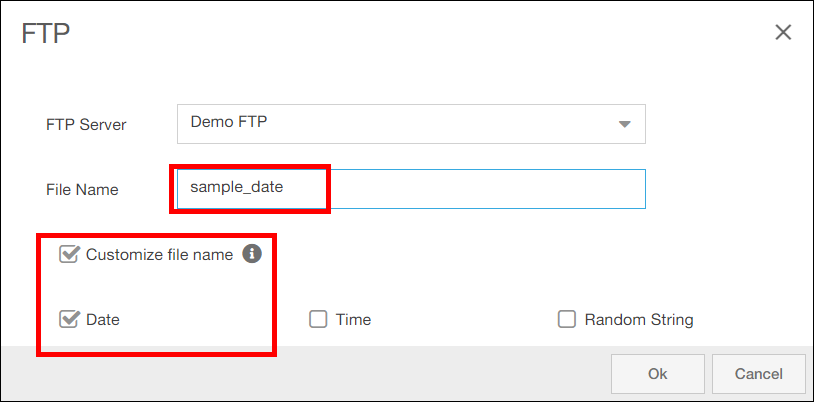 FTP
FTP Server Demo FTP
File Name sample_date
Customize file name
Date Time Random String
Ok Cancel